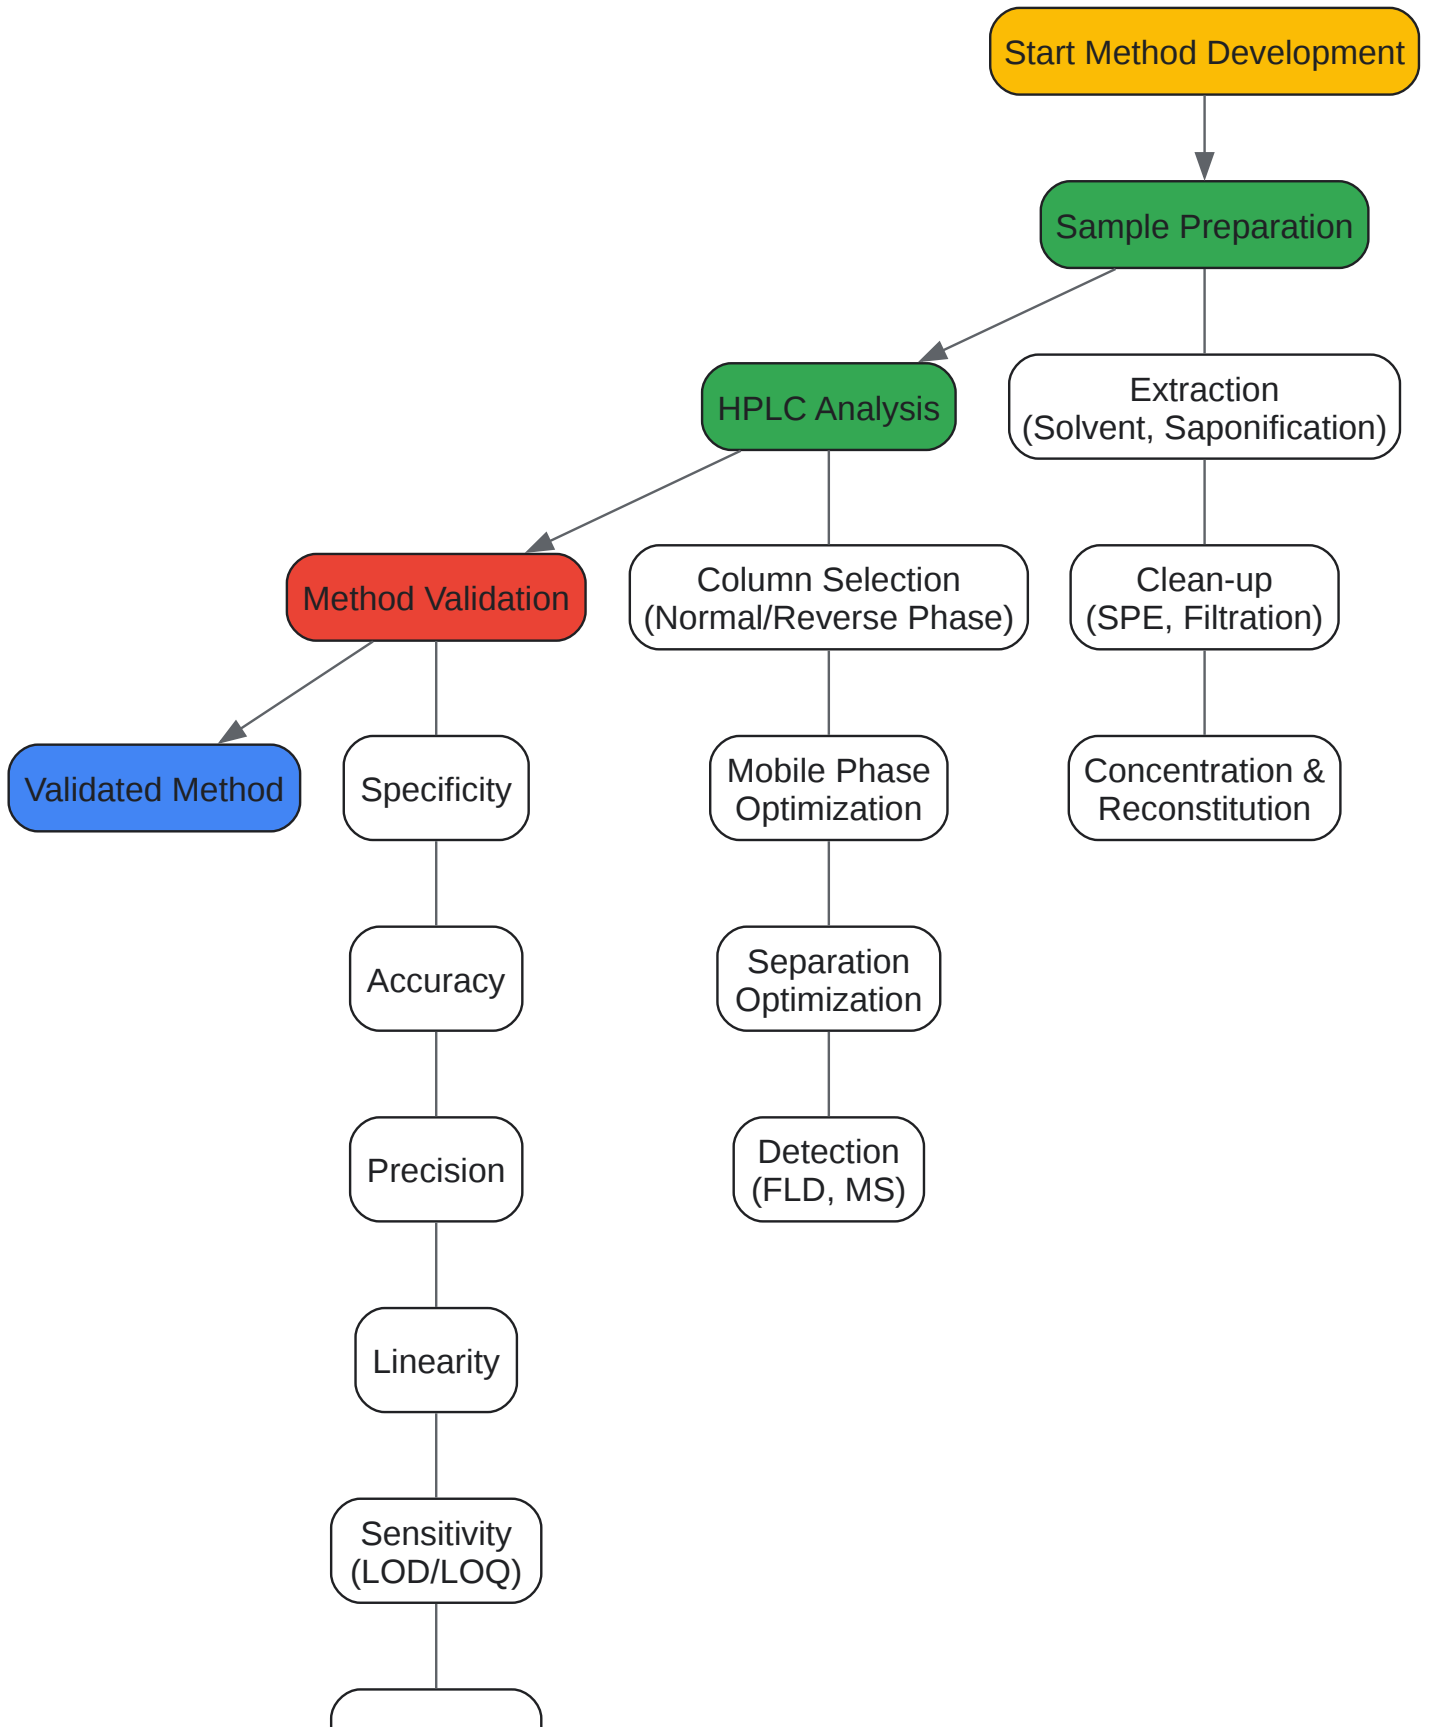 Start Method Development
Sample Preparation
HPLC Analysis
Extraction
(Solvent, Saponification)
Method Validation
Column Selection
(Normal/Reverse Phase)
Clean-up
(SPE, Filtration)
Validated Method
Specificity
Mobile Phase
Optimization
Concentration &
Reconstitution
Accuracy
Separation
Optimization
Precision
Detection
(FLD, MS)
Linearity
Sensitivity
(LOD/LOQ)